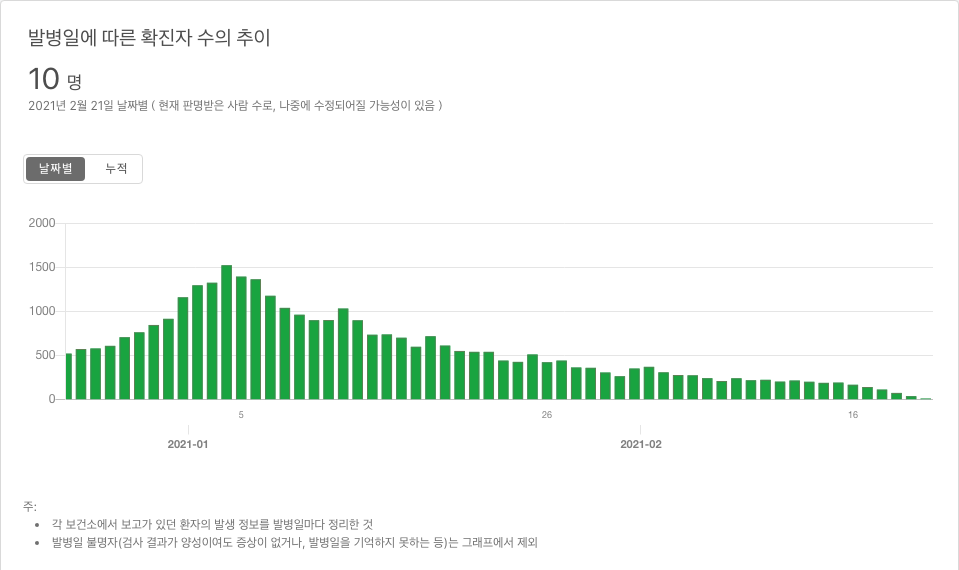 발병일에 따른 확진자 수의 추이
10 명
2021년 2월 21일 날짜별 ( 현재 판명받은 사람 수로, 나중에 수정되어질 가능성이 있음 )
날짜별 누적
2000
1500
1000
500
0
5 26 16
2021-01 2021-02
주:
• 각 보건소에서 보고가 있던 환자의 발생 정보를 발병일마다 정리한 것
• 발병일 불명자(검사 결과가 양성이여도 증상이 없거나, 발병일을 기억하지 못하는 등)는 그래프에서 제외